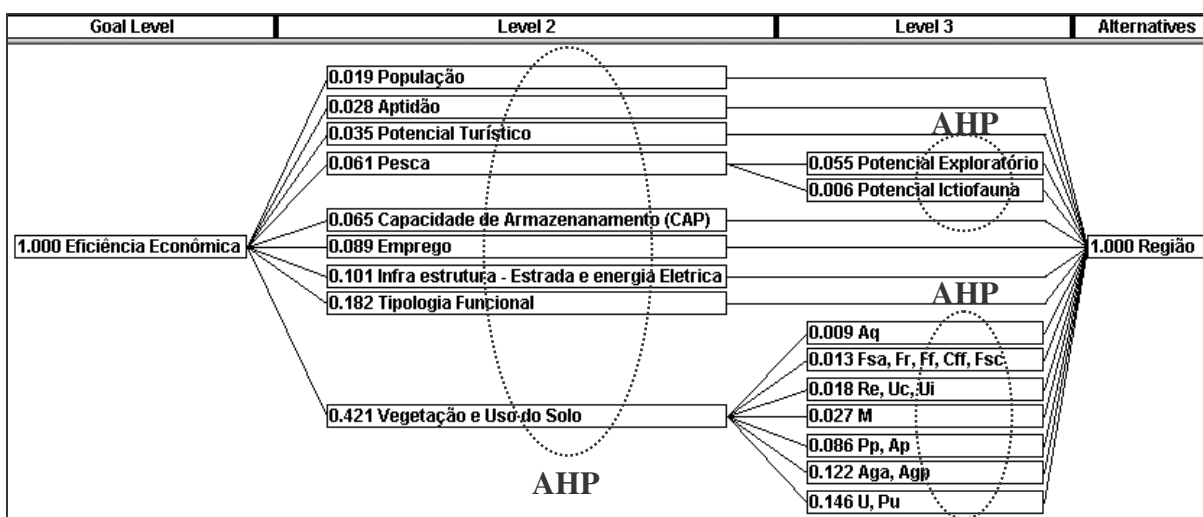 Goal Level
Level 2
Level 3
Alternatives
0.019 População
0.028 Aptidão
0.035 Potencial Turístico
AHP
0.061 Pesca
0.055 Potencial Exploratório
0.006 Potencial Ictiofauna
0.065 Capacidade de Armazenanamento (CAP)
1.000 Eficiência Econômica
0.089 Emprego
1.000 Região
0.101 Infra estrutura - Estrada e energia Eletrica
AHP
0.182 Tipologia Funcional
0.009 Aq
0.013 Fsa, Fr, Ff, Cff, Fsc
0.018 Re, Uc, Ui
0.421 Vegetação e Uso do Solo
0.027 M
0.086 Pp, Ap
0.122 Aga, Agp
AHP
0.146 U, Pu